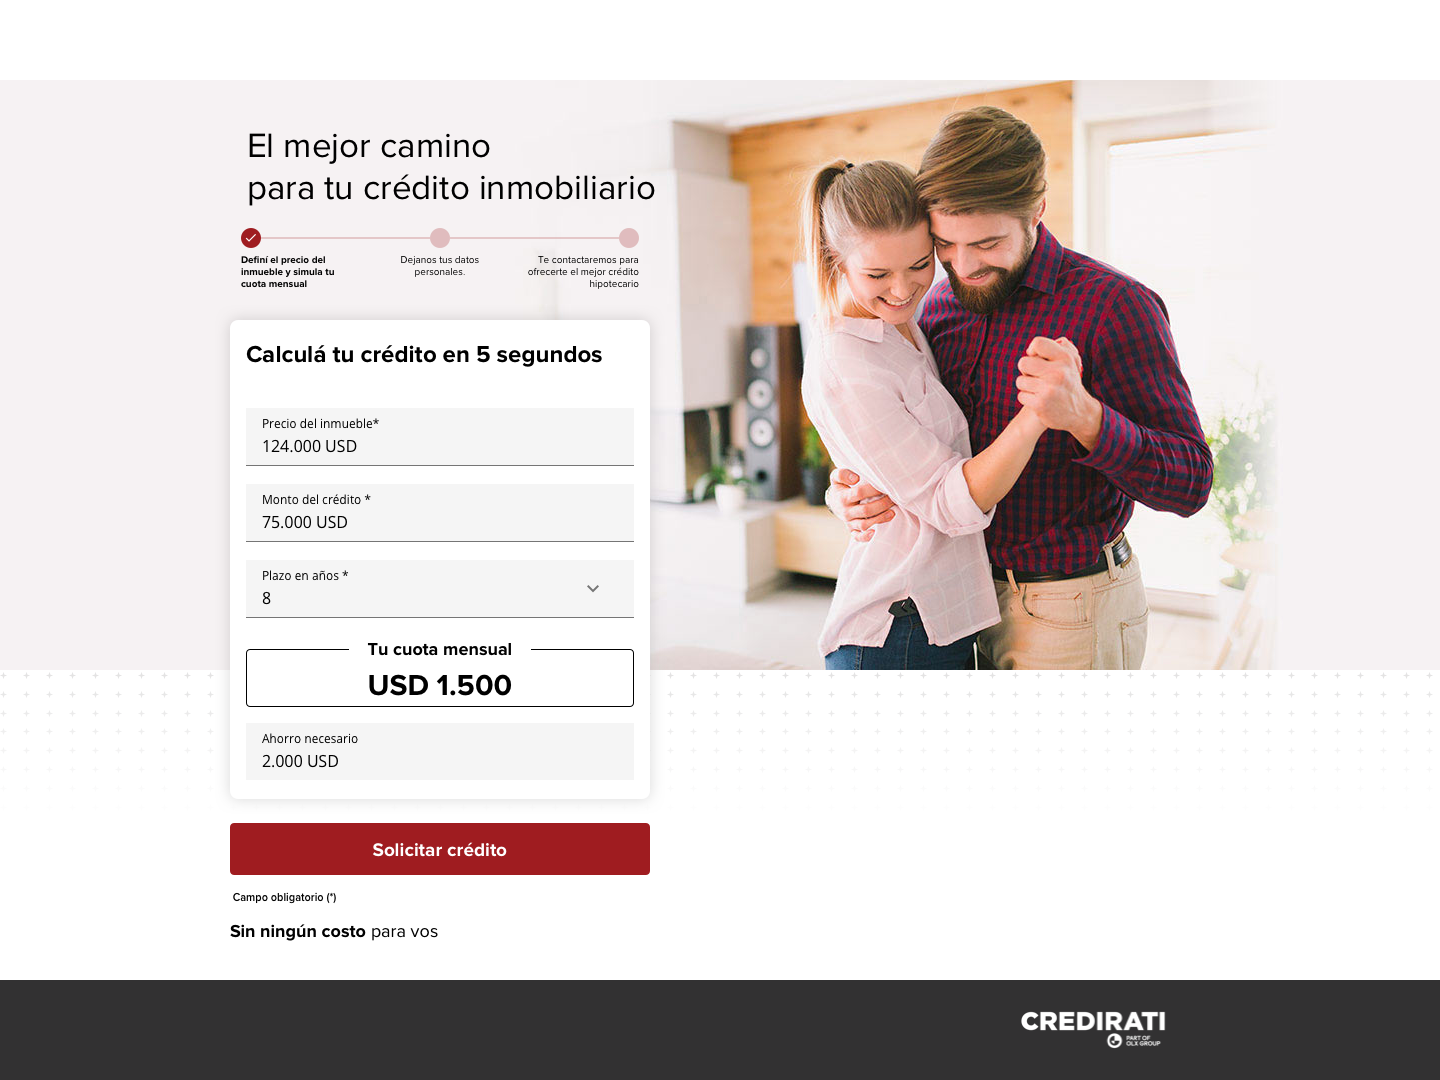 El mejor camino
para tu crédito inmobiliario
Definí el precio del
inmueble y simula tu
cuota mensual
Dejanos tus datos
personales.
Te contactaremos para
ofrecerte el mejor crédito
hipotecario
Calculá tu crédito en 5 segundos
Precio del inmueble*
124.000 USD
Monto del crédito *
75.000 USD
Plazo en años *
8
Tu cuota mensual
USD 1.500
Ahorro necesario
2.000 USD
Solicitar crédito
Campo obligatorio (*)
Sin ningún costo para vos
CREDIRATI
PART OF
OLX GROUP